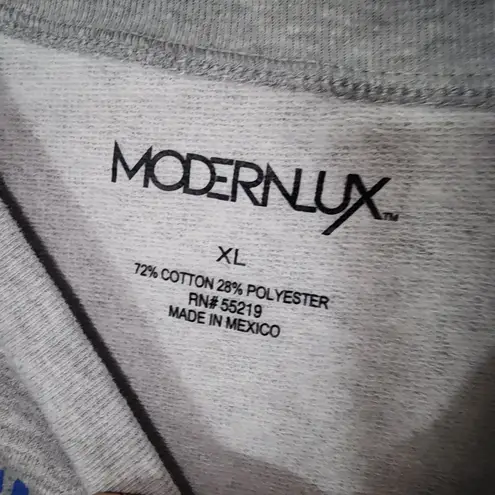 MODERNLUX™
XL
72% COTTON 28% POLYESTER
RN# 55219
MADE IN MEXICO